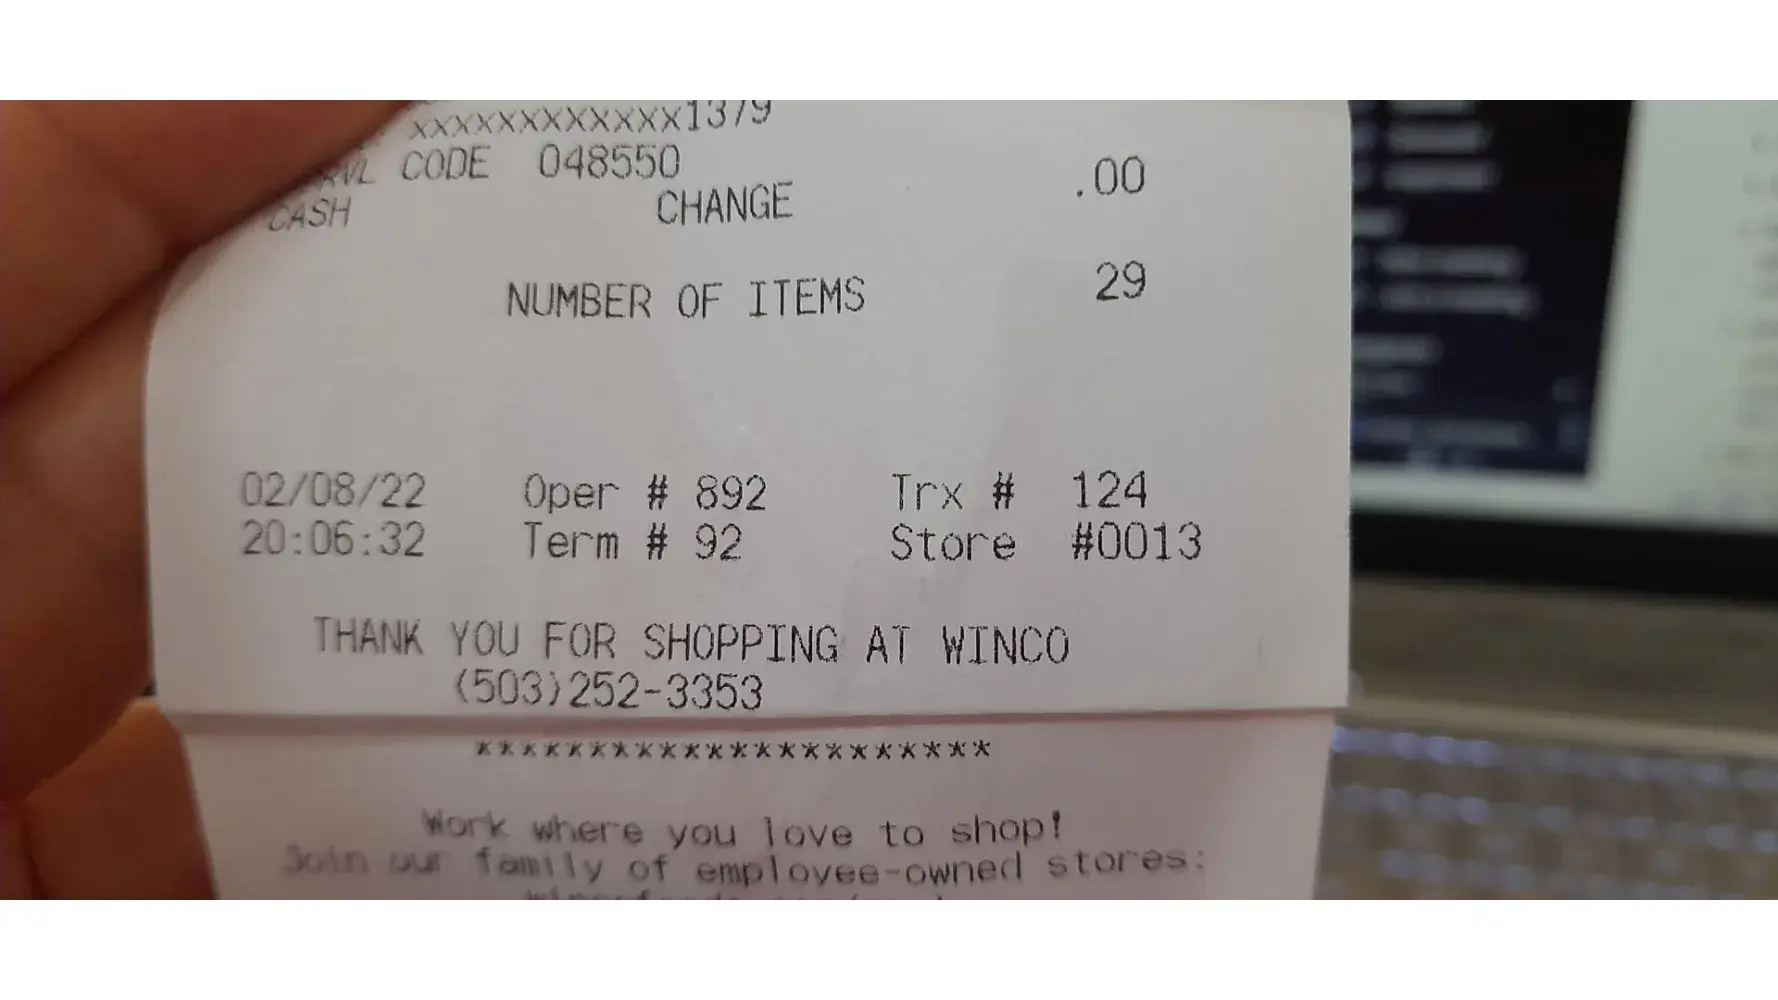 xxxxxxxxxxxx1379
CODE 048550
CASH CHANGE .00
NUMBER OF ITEMS 29
02/08/22 Oper # 892 Trx # 124
20:06:32 Term # 92 Store #0013
THANK YOU FOR SHOPPING AT WINCO
(503)252-3353
**********************
Work where you love to shop!
Join our family of employee-owned stores: